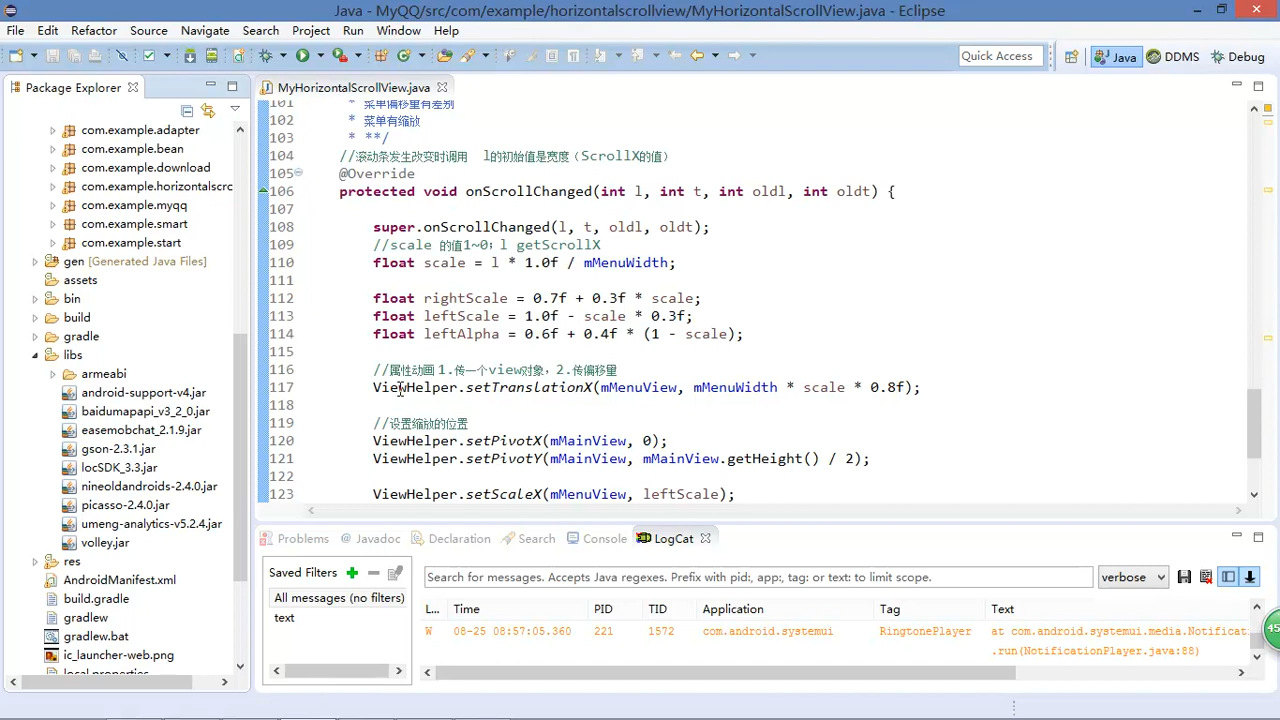 Java - MyQQ/src/com/example/horizontalscrollview/MyHorizontalScrollView.java - Eclipse
File Edit Refactor Source Navigate Search Project Run Window Help
Quick Access
Java
DDMS
Debug
Package Explorer
com.example.adapter
com.example.bean
com.example.download
com.example.horizontalscro
com.example.myqq
com.example.smart
com.example.start
gen [Generated Java Files]
assets
bin
build
gradle
libs
armeabi
android-support-v4.jar
baidumapapi_v3_2_0.jar
easemobchat_2.1.9.jar
gson-2.3.1.jar
locSDK_3.3.jar
nineoldandroids-2.4.0.jar
picasso-2.4.0.jar
umeng-analytics-v5.2.4.jar
volley.jar
res
AndroidManifest.xml
build.gradle
gradlew
gradlew.bat
ic_launcher-web.png
local.properties
MyHorizontalScrollView.java
101 * 菜单偏移量有差别
102 * 菜单有缩放
103 * **/
104 //滚动条发生改变时调用 l的初始值是宽度（ScrollX的值）
105 @Override
106 protected void onScrollChanged(int l, int t, int oldl, int oldt) {
107
108 super.onScrollChanged(l, t, oldl, oldt);
109 //scale 的值1~0；l getScrollX
110 float scale = l * 1.0f / mMenuWidth;
111
112 float rightScale = 0.7f + 0.3f * scale;
113 float leftScale = 1.0f - scale * 0.3f;
114 float leftAlpha = 0.6f + 0.4f * (1 - scale);
115
116 //属性动画 1.传一个view对象，2.传偏移量
117 ViewHelper.setTranslationX(mMenuView, mMenuWidth * scale * 0.8f);
118
119 //设置缩放的位置
120 ViewHelper.setPivotX(mMainView, 0);
121 ViewHelper.setPivotY(mMainView, mMainView.getHeight() / 2);
122
123 ViewHelper.setScaleX(mMenuView, leftScale);
Problems Javadoc Declaration Search Console LogCat
Saved Filters
All messages (no filters)
text
Search for messages. Accepts Java regexes. Prefix with pid:, app:, tag: or text: to limit scope.
verbose
L... Time PID TID Application Tag Text
W 08-25 08:57:05.360 221 1572 com.android.systemui RingtonePlayer at com.android.systemui.media.Notificati
.run(NotificationPlayer.java:88)
45